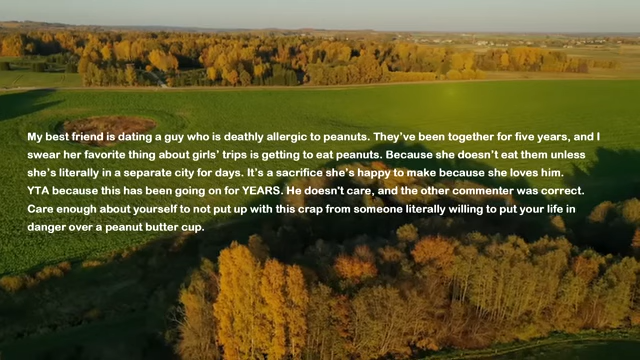 My best friend is dating a guy who is deathly allergic to peanuts. They've been together for five years, and I
swear her favorite thing about girls' trips is getting to eat peanuts. Because she doesn't eat them unless
she's literally in a separate city for days. It's a sacrifice she's happy to make because she loves him.
YTA because this has been going on for YEARS. He doesn't care, and the other commenter was correct.
Care enough about yourself to not put up with this crap from someone literally willing to put your life in
danger over a peanut butter cup.